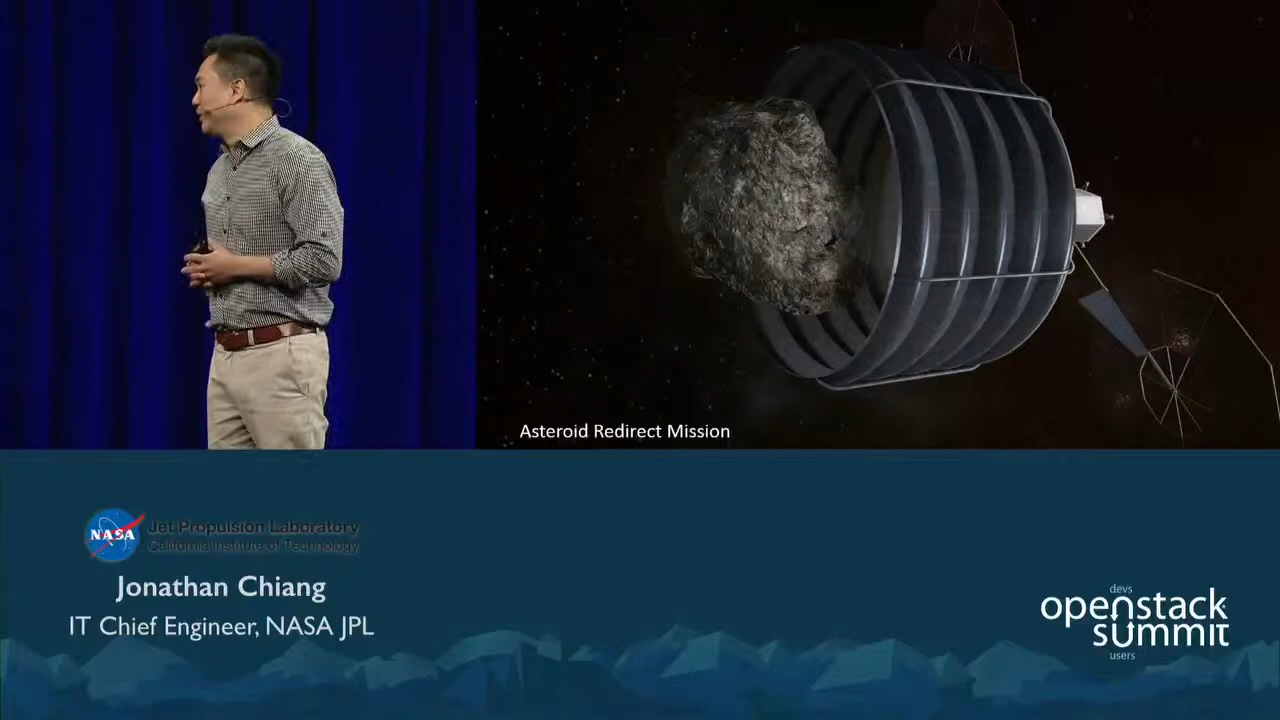 Asteroid Redirect Mission
NASA
Jet Propulsion Laboratory
California Institute of Technology
Jonathan Chiang
IT Chief Engineer, NASA JPL
devs
openstack
summit
users